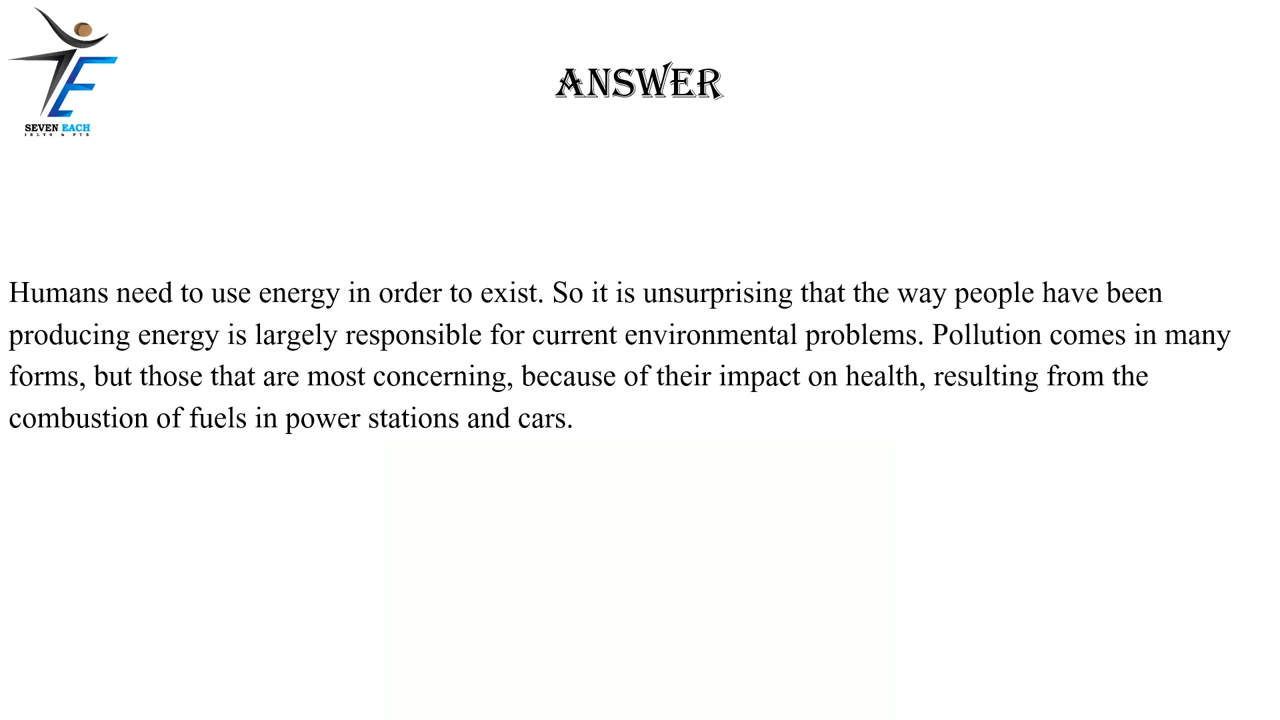 ANSWER
SEVEN EACH
IELTS & PTE
Humans need to use energy in order to exist. So it is unsurprising that the way people have been
producing energy is largely responsible for current environmental problems. Pollution comes in many
forms, but those that are most concerning, because of their impact on health, resulting from the
combustion of fuels in power stations and cars.